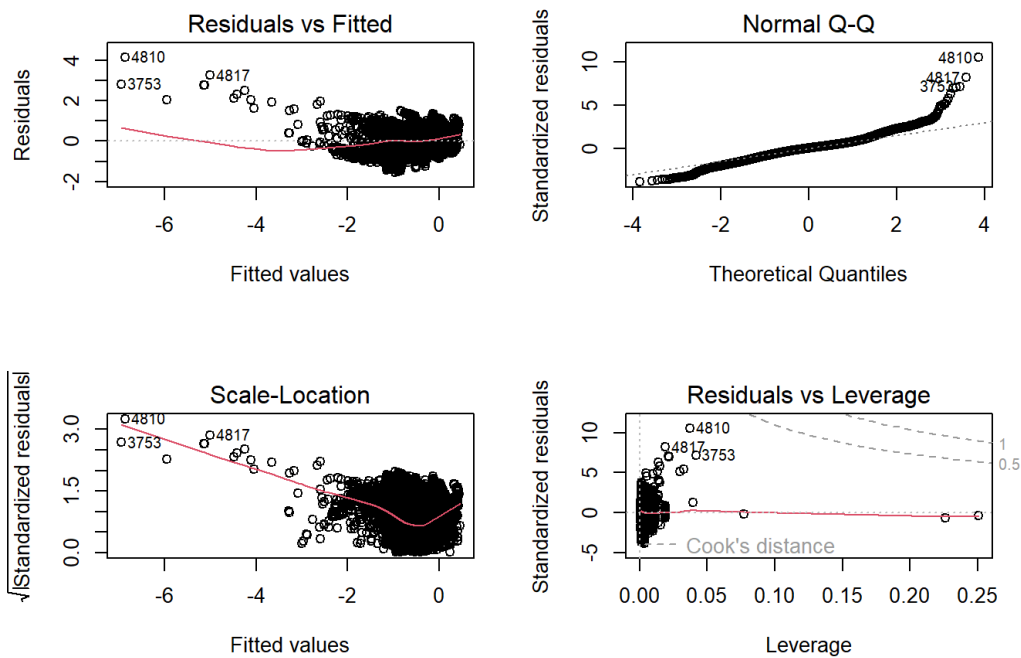 Residuals vs Fitted
Residuals
4
2
0
-2
4810
3753
4817
-6 -4 -2 0
Fitted values
Normal Q-Q
Standardized residuals
10
5
0
4810
4817
3753
-4 -2 0 2 4
Theoretical Quantiles
Scale-Location
√|Standardized residuals|
3.0
1.5
0.0
4810
3753
4817
-6 -4 -2 0
Fitted values
Residuals vs Leverage
Standardized residuals
10
5
0
-5
4810
4817
3753
1
0.5
Cook's distance
0.00 0.05 0.10 0.15 0.20 0.25
Leverage